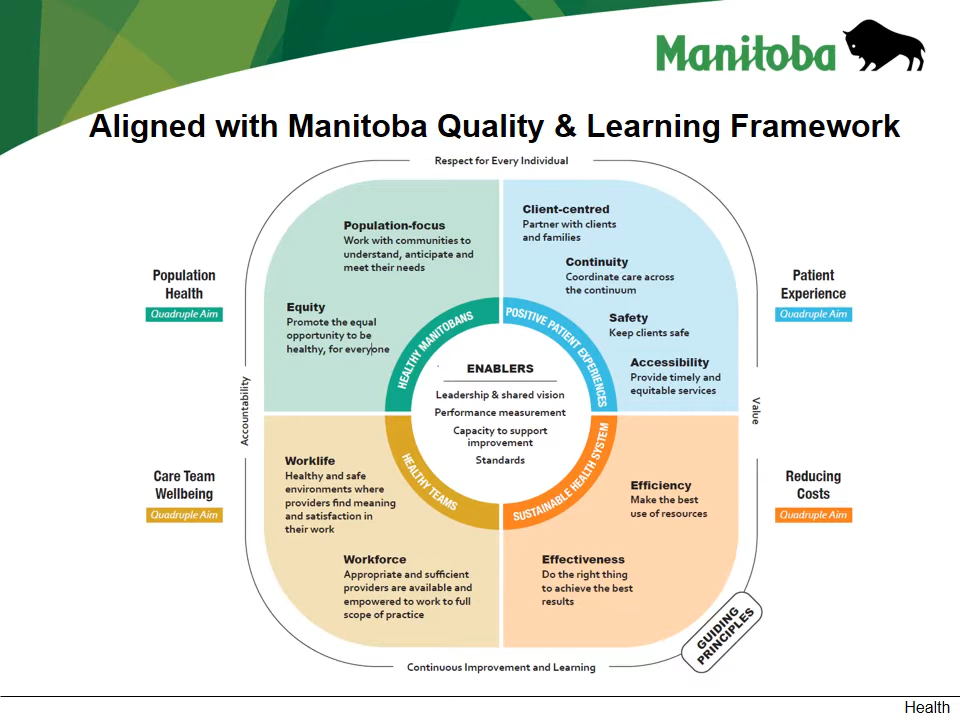 Manitoba
Aligned with Manitoba Quality & Learning Framework
Respect for Every Individual
Population-focus
Work with communities to
understand, anticipate and
meet their needs
Equity
Promote the equal
opportunity to be
healthy, for everyone
Client-centred
Partner with clients
and families
Continuity
Coordinate care across
the continuum
Safety
Keep clients safe
Accessibility
Provide timely and
equitable services
Population
Health
Quadruple Aim
Patient
Experience
Quadruple Aim
HEALTHY MANITOBANS
POSITIVE PATIENT EXPERIENCES
ENABLERS
Leadership & shared vision
Performance measurement
Capacity to support
improvement
Standards
Accountability
Value
HEALTHY TEAMS
SUSTAINABLE HEALTH SYSTEM
Care Team
Wellbeing
Quadruple Aim
Reducing
Costs
Quadruple Aim
Worklife
Healthy and safe
environments where
providers find meaning
and satisfaction in
their work
Workforce
Appropriate and sufficient
providers are available and
empowered to work to full
scope of practice
Efficiency
Make the best
use of resources
Effectiveness
Do the right thing
to achieve the best
results
GUIDING
PRINCIPLES
Continuous Improvement and Learning
Health